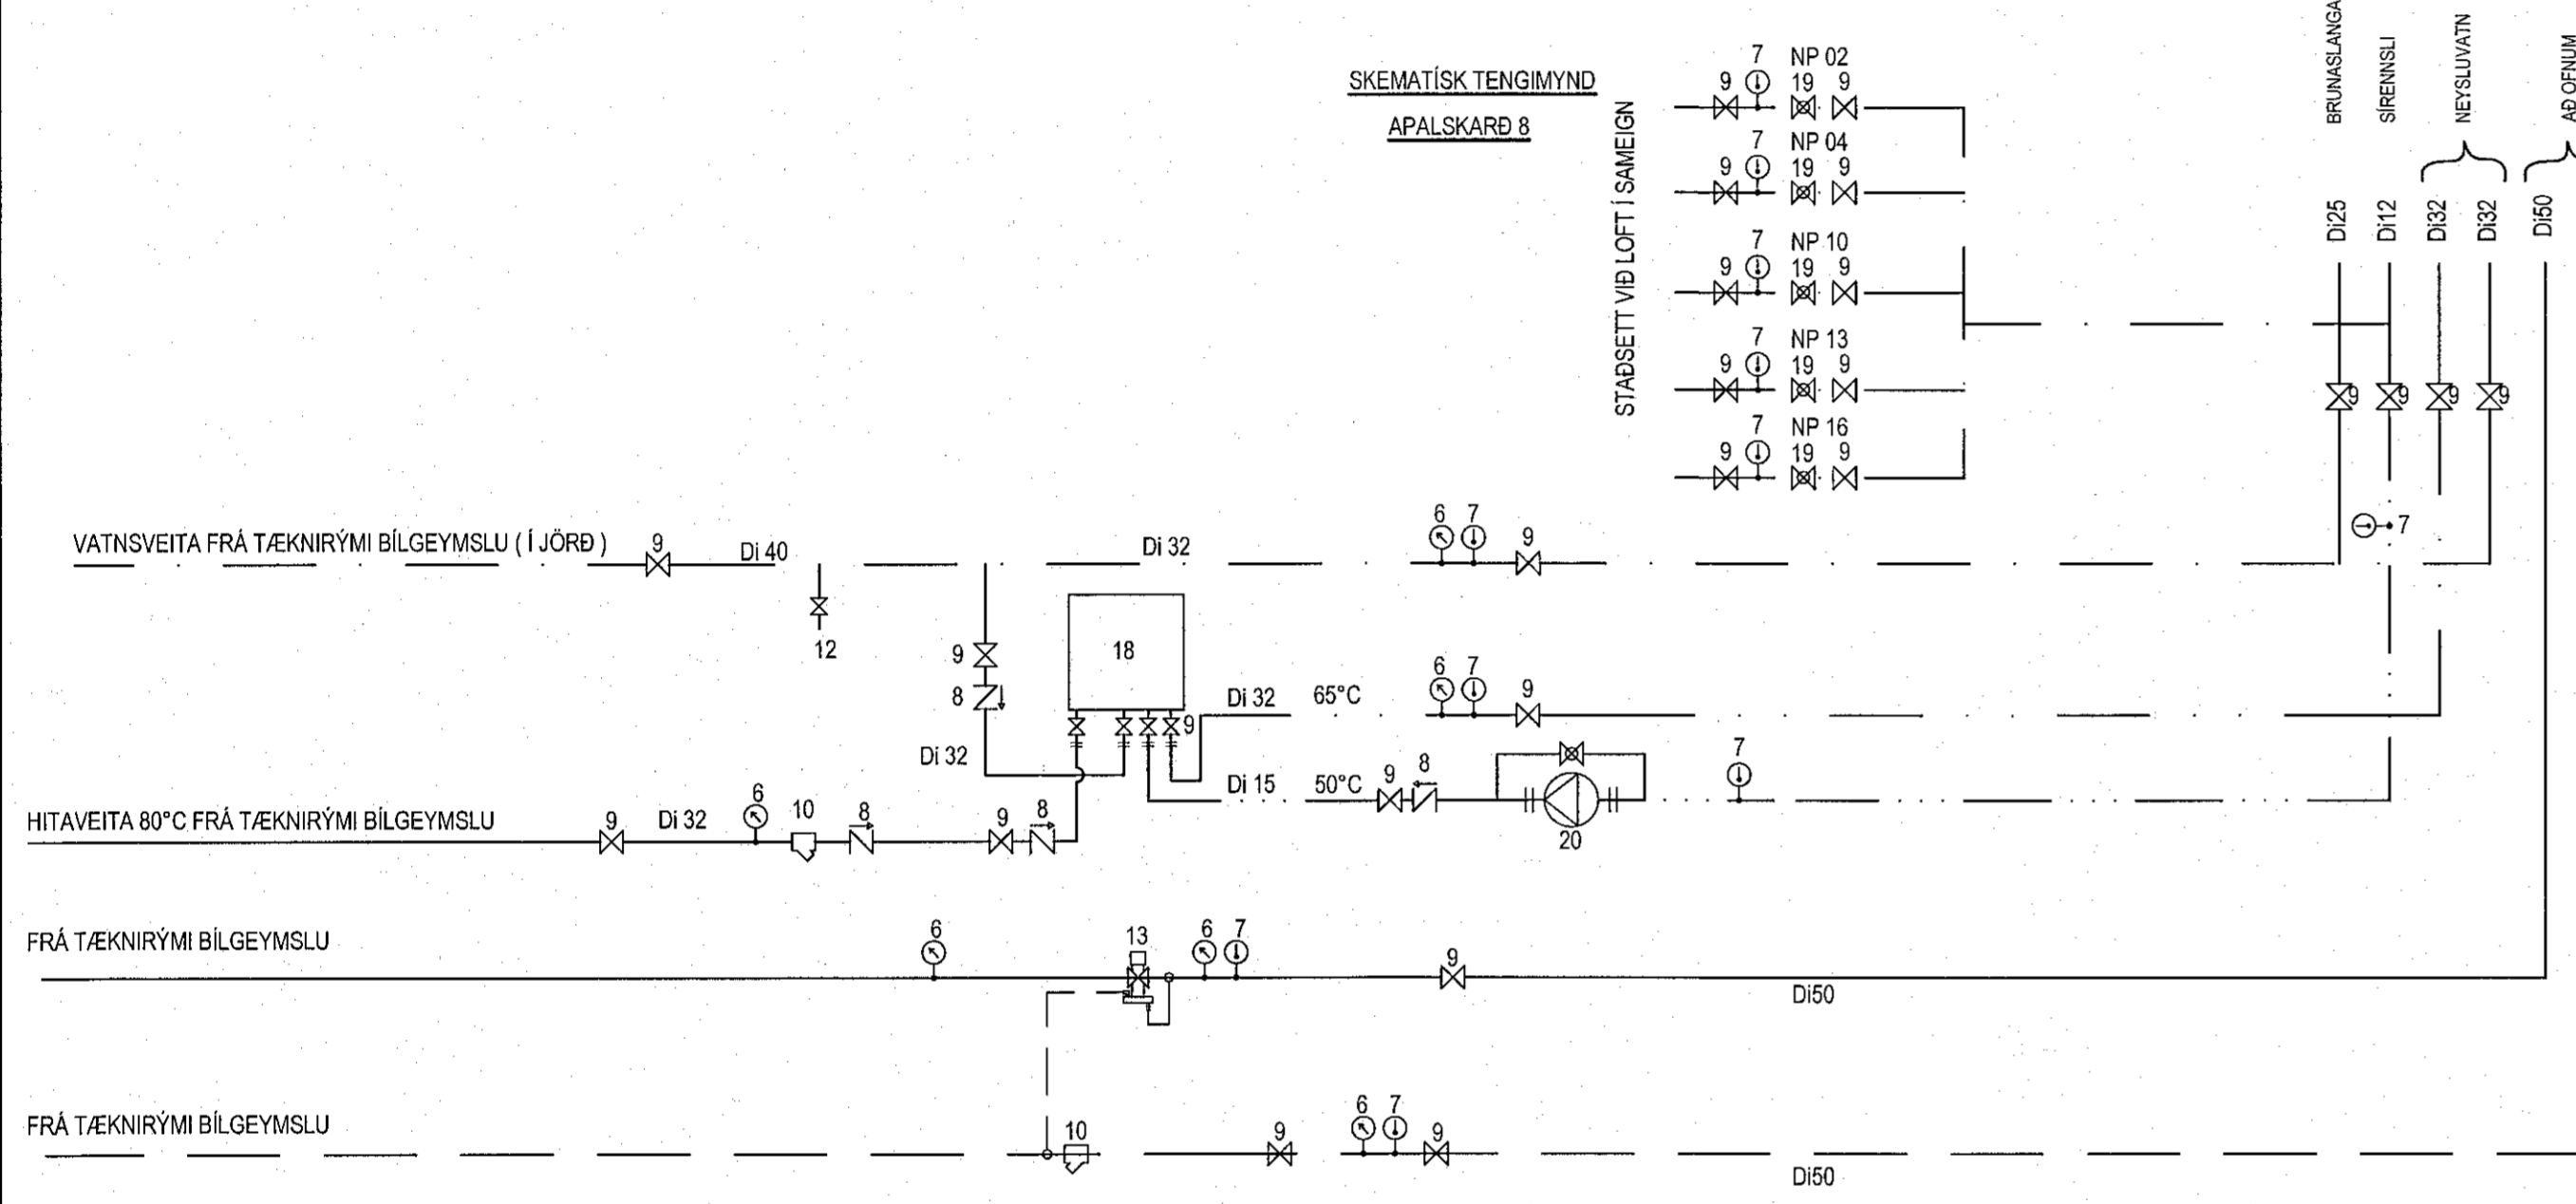 SKEMATÍSK TENGIMYND
APALSKARÐ 8
STAÐSETT VIÐ LOFT Í SAMEIGN
7 NP 02
9 19 9
7 NP 04
9 19 9
7 NP 10
9 19 9
7 NP 13
9 19 9
7 NP 16
9 19 9
BRUNASLANGA
SÍRENNSLI
NEYSLUVATN
AÐ OFNUM
Di25
Di12
Di32
Di32
Di50
9 9 9 9
7
VATNSVEITA FRÁ TÆKNIRÝMI BÍLGEYMSLU ( Í JÖRÐ )
9
Di 40
Di 32
6 7 9
12
9
18
8
9
Di 32
Di 32 65°C
6 7 9
Di 15 50°C
9 8
20
7
HITAVEITA 80°C FRÁ TÆKNIRÝMI BÍLGEYMSLU
9 Di 32 6 10 8 9 8
FRÁ TÆKNIRÝMI BÍLGEYMSLU
6 13 6 7 9
Di50
FRÁ TÆKNIRÝMI BÍLGEYMSLU
10 9 6 7 9
Di50